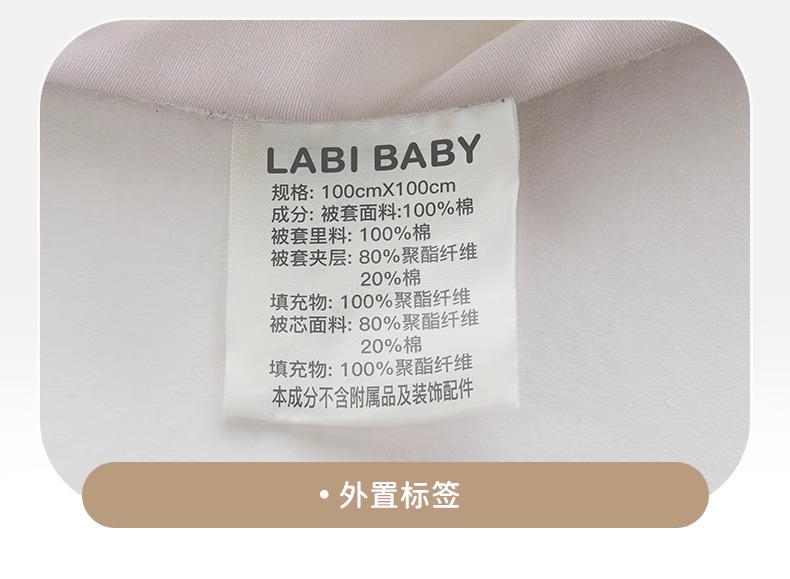 LABI BABY
规格: 100cmX100cm
成分: 被套面料:100%棉
被套里料: 100%棉
被套夹层: 80%聚酯纤维
20%棉
填充物: 100%聚酯纤维
被芯面料: 80%聚酯纤维
20%棉
填充物: 100%聚酯纤维
本成分不含附属品及装饰配件
• 外置标签